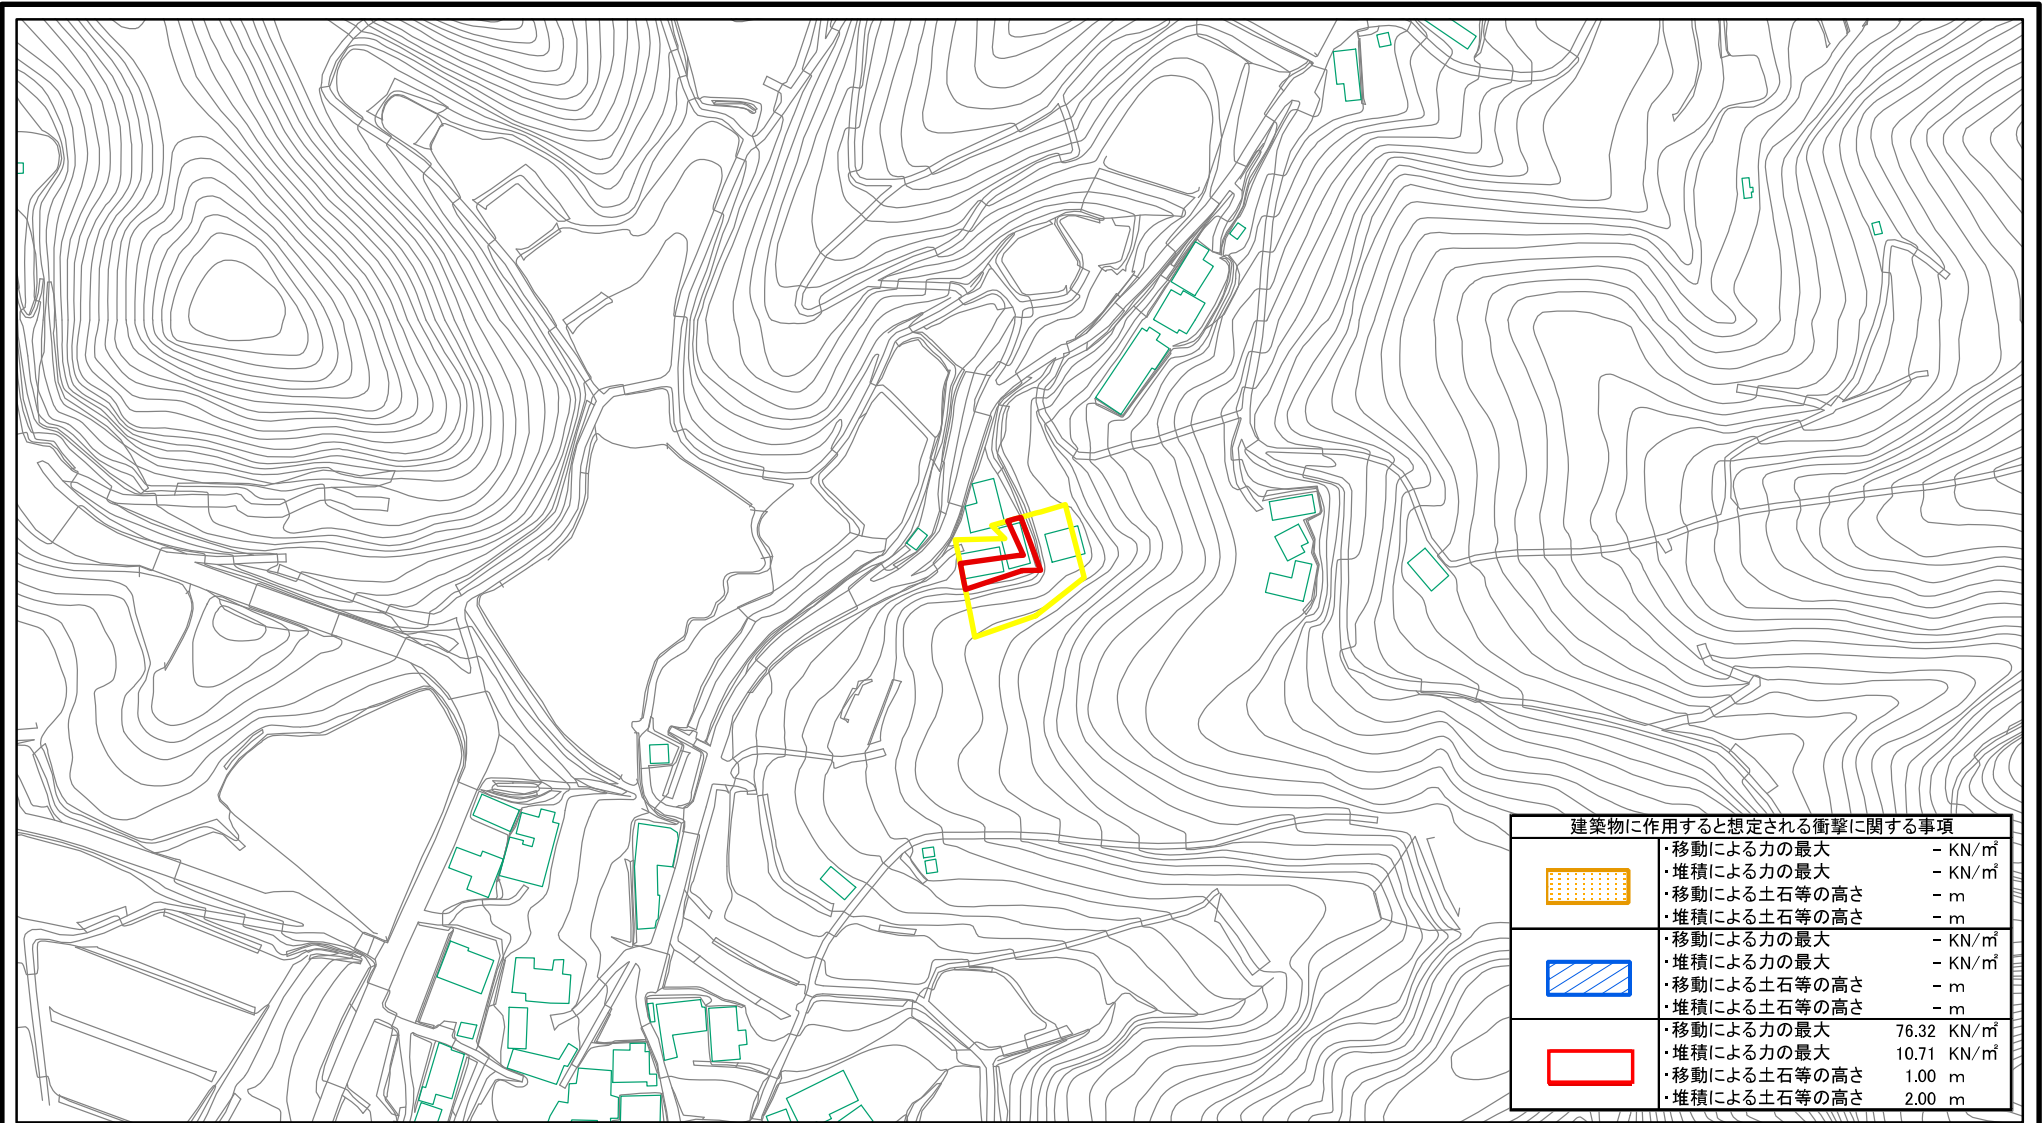 建築物に作用すると想定される衝撃に関する事項
・移動による力の最大 - KN/㎡
・堆積による力の最大 - KN/㎡
・移動による土石等の高さ - m
・堆積による土石等の高さ - m
・移動による力の最大 - KN/㎡
・堆積による力の最大 - KN/㎡
・移動による土石等の高さ - m
・堆積による土石等の高さ - m
・移動による力の最大 76.32 KN/㎡
・堆積による力の最大 10.71 KN/㎡
・移動による土石等の高さ 1.00 m
・堆積による土石等の高さ 2.00 m